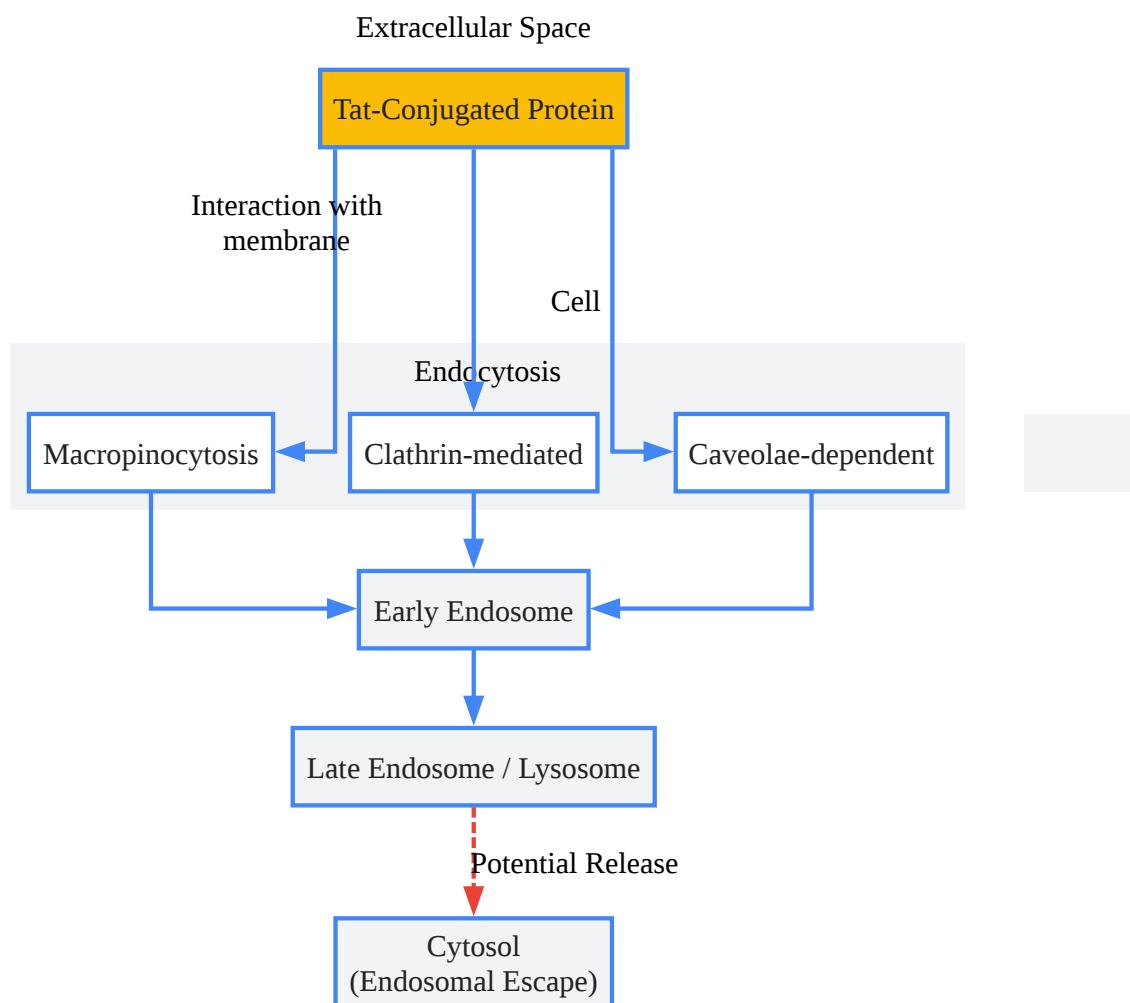 Extracellular Space
Tat-Conjugated Protein
Interaction with
membrane
Cell
Endocytosis
Macropinocytosis
Clathrin-mediated
Caveolae-dependent
Early Endosome
Late Endosome / Lysosome
Potential Release
Cytosol
(Endosomal Escape)